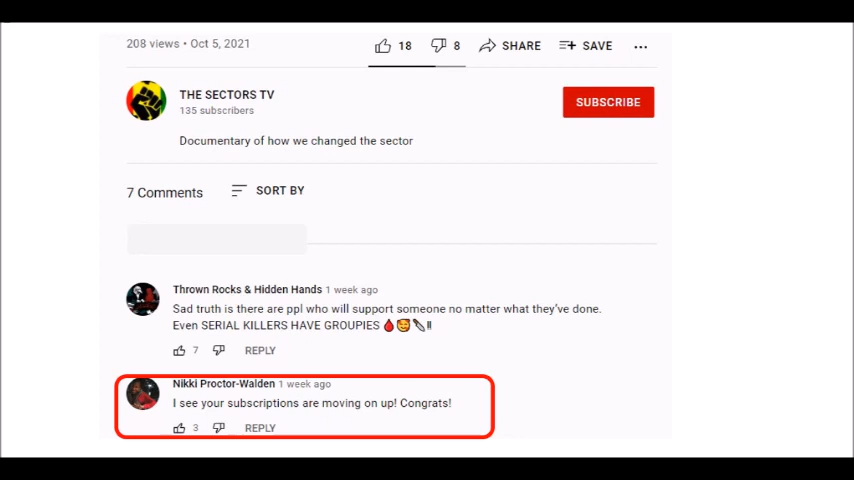 208 views • Oct 5, 2021
18
8
SHARE
SAVE
THE SECTORS TV
135 subscribers
SUBSCRIBE
Documentary of how we changed the sector
7 Comments
SORT BY
Thrown Rocks & Hidden Hands 1 week ago
Sad truth is there are ppl who will support someone no matter what they've done.
Even SERIAL KILLERS HAVE GROUPIES 🩸🥰🔪‼
7
REPLY
Nikki Proctor-Walden 1 week ago
I see your subscriptions are moving on up! Congrats!
3
REPLY